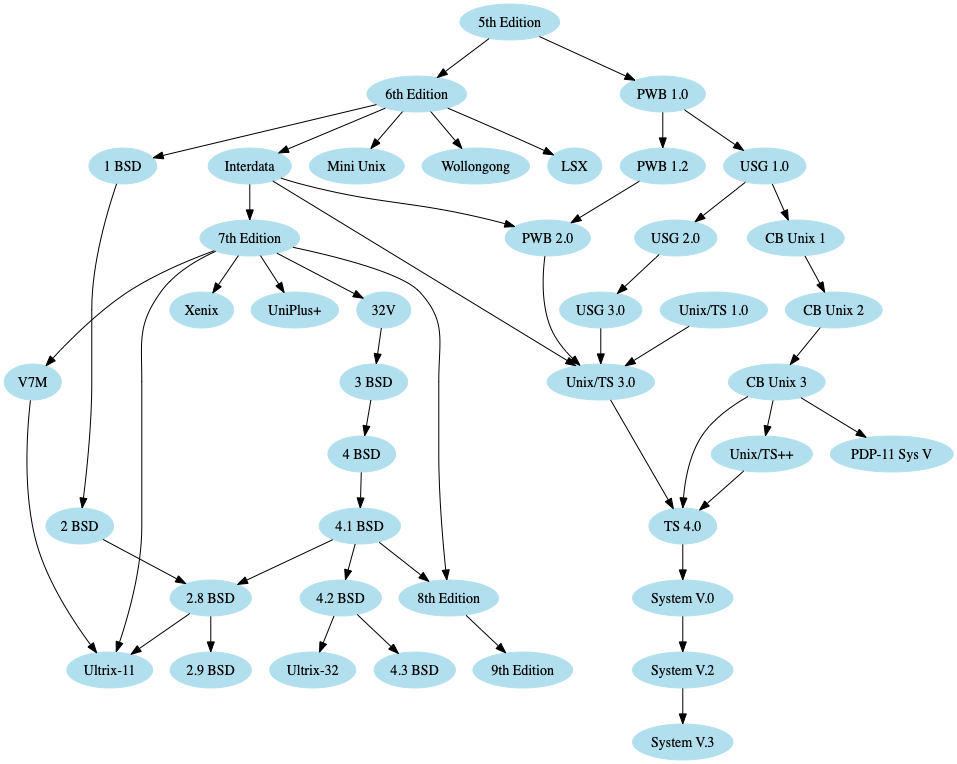 5th Edition
6th Edition
PWB 1.0
1 BSD
Interdata
Mini Unix
Wollongong
LSX
PWB 1.2
USG 1.0
7th Edition
PWB 2.0
USG 2.0
CB Unix 1
Xenix
UniPlus+
32V
USG 3.0
Unix/TS 1.0
CB Unix 2
V7M
3 BSD
Unix/TS 3.0
CB Unix 3
4 BSD
Unix/TS++
PDP-11 Sys V
2 BSD
4.1 BSD
TS 4.0
2.8 BSD
4.2 BSD
8th Edition
System V.0
Ultrix-11
2.9 BSD
Ultrix-32
4.3 BSD
9th Edition
System V.2
System V.3